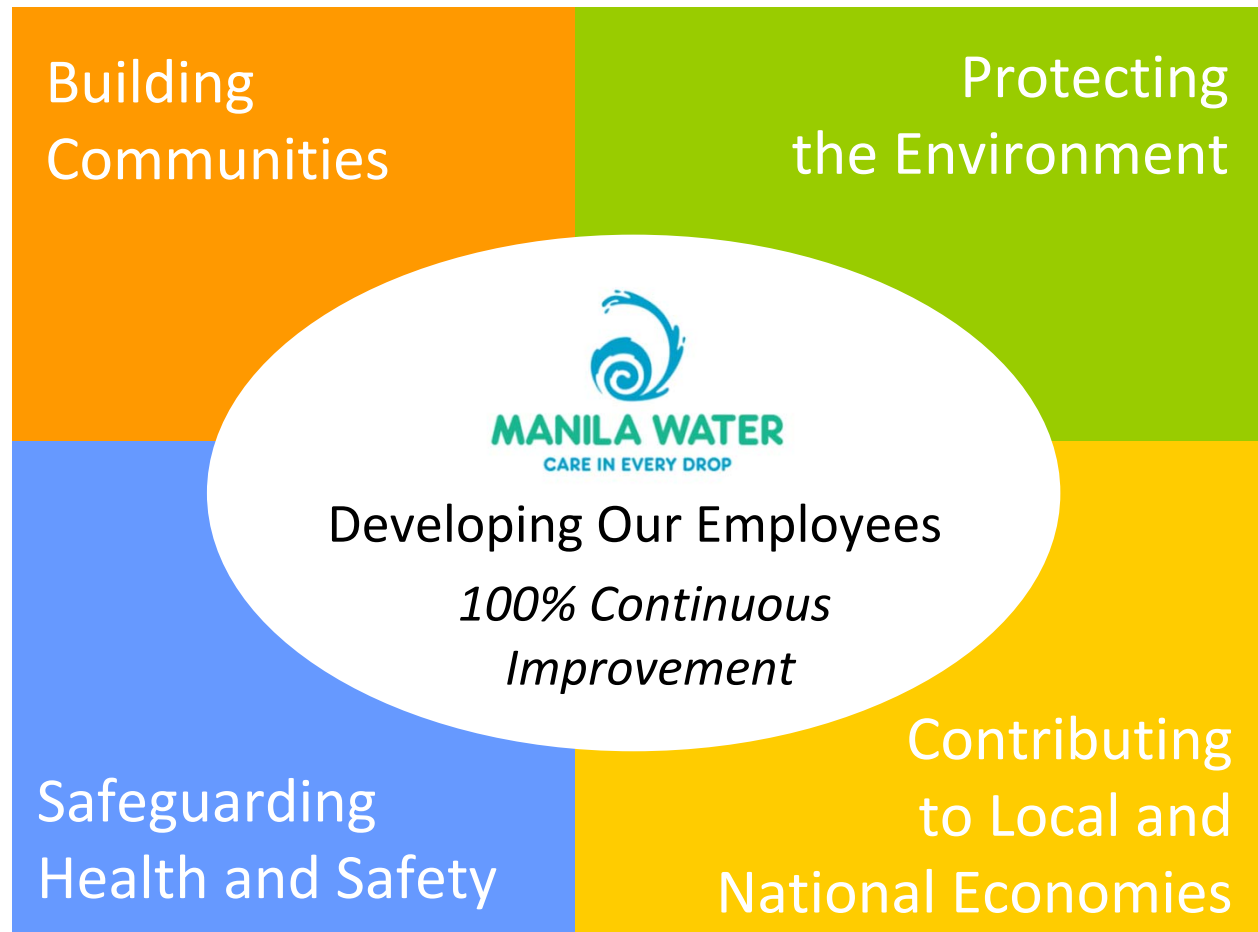 Building
Communities
Protecting
the Environment
MANILA WATER
CARE IN EVERY DROP
Developing Our Employees
100% Continuous
Improvement
Safeguarding
Health and Safety
Contributing
to Local and
National Economies